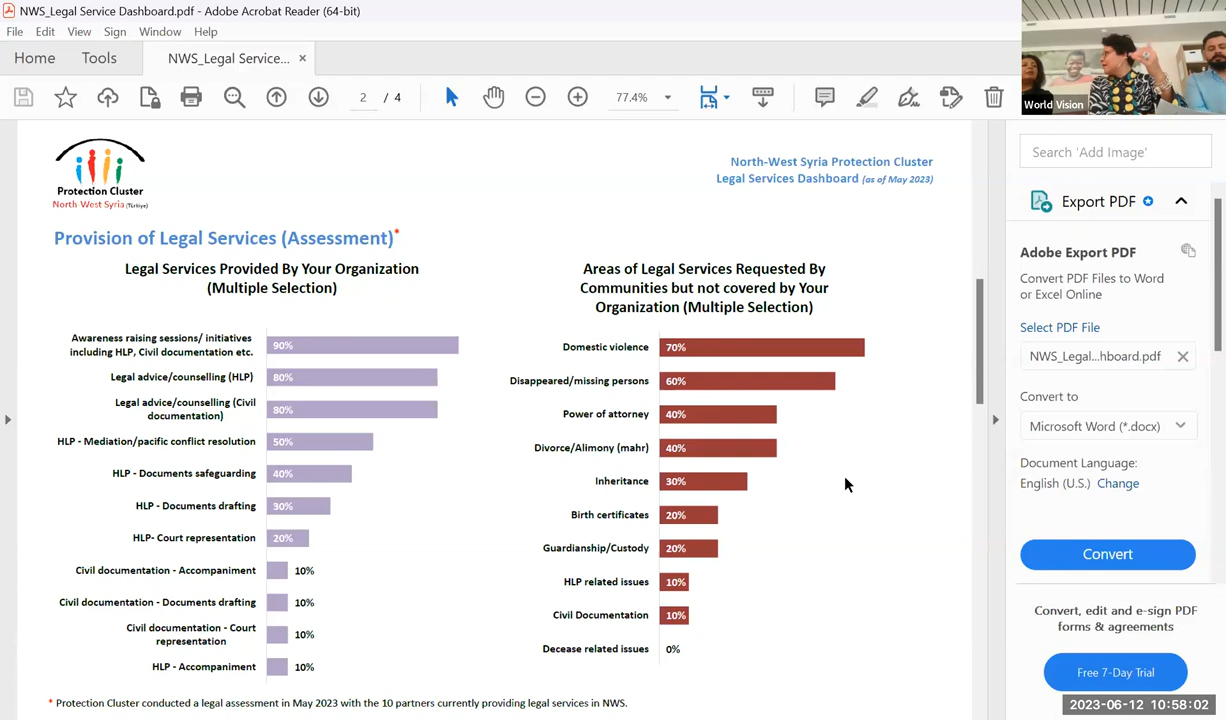 NWS_Legal Service Dashboard.pdf - Adobe Acrobat Reader (64-bit)
File Edit View Sign Window Help
Home Tools NWS_Legal Service... ×
2 / 4 77.4%
World Vision
Protection Cluster
North West Syria (Türkiye)
North-West Syria Protection Cluster
Legal Services Dashboard (as of May 2023)
Provision of Legal Services (Assessment)*
Legal Services Provided By Your Organization
(Multiple Selection)
Awareness raising sessions/ initiatives
including HLP, Civil documentation etc.
90%
Legal advice/counselling (HLP) 80%
Legal advice/counselling (Civil
documentation)
80%
HLP - Mediation/pacific conflict resolution 50%
HLP - Documents safeguarding 40%
HLP - Documents drafting 30%
HLP- Court representation 20%
Civil documentation - Accompaniment 10%
Civil documentation - Documents drafting 10%
Civil documentation - Court
representation
10%
HLP - Accompaniment 10%
Areas of Legal Services Requested By
Communities but not covered by Your
Organization (Multiple Selection)
Domestic violence 70%
Disappeared/missing persons 60%
Power of attorney 40%
Divorce/Alimony (mahr) 40%
Inheritance 30%
Birth certificates 20%
Guardianship/Custody 20%
HLP related issues 10%
Civil Documentation 10%
Decease related issues 0%
* Protection Cluster conducted a legal assessment in May 2023 with the 10 partners currently providing legal services in NWS.
Search 'Add Image'
Export PDF
Adobe Export PDF
Convert PDF Files to Word
or Excel Online
Select PDF File
NWS_Legal...hboard.pdf
Convert to
Microsoft Word (*.docx)
Document Language:
English (U.S.) Change
Convert
Convert, edit and e-sign PDF
forms & agreements
Free 7-Day Trial
2023-06-12 10:58:02